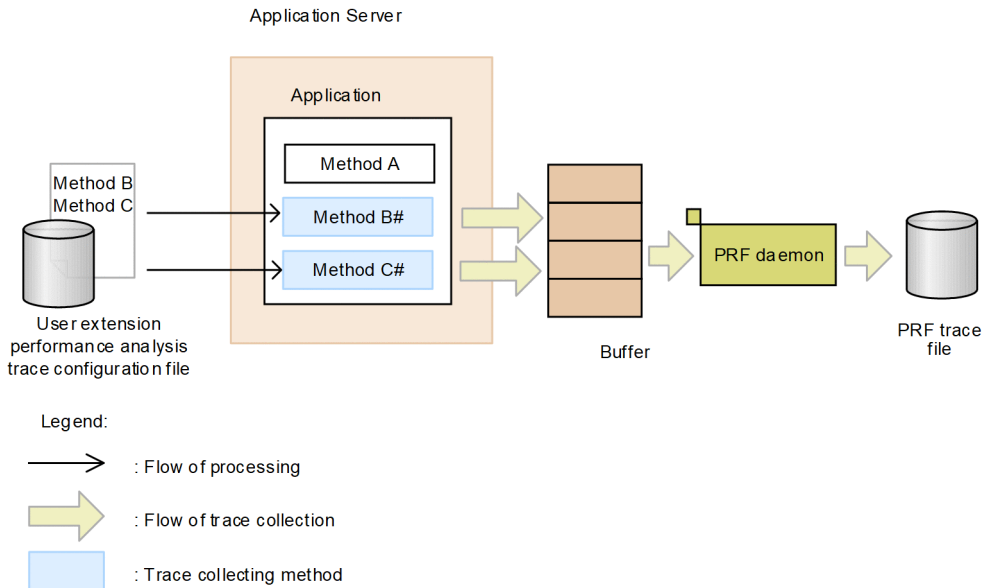 Application Server
Application
Method A
Method B
Method C
Method B#
Method C#
PRF daemon
User extension
performance analysis
trace configuration file
Buffer
PRF trace
file
Legend:
: Flow of processing
: Flow of trace collection
: Trace collecting method